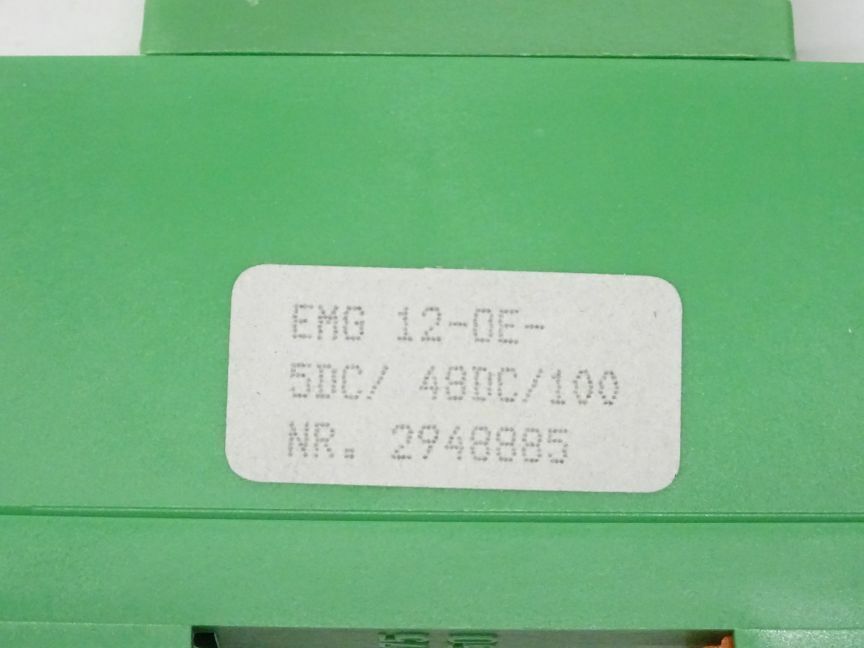 EMG 12-OE-
5DC/ 48DC/100
NR. 2948885